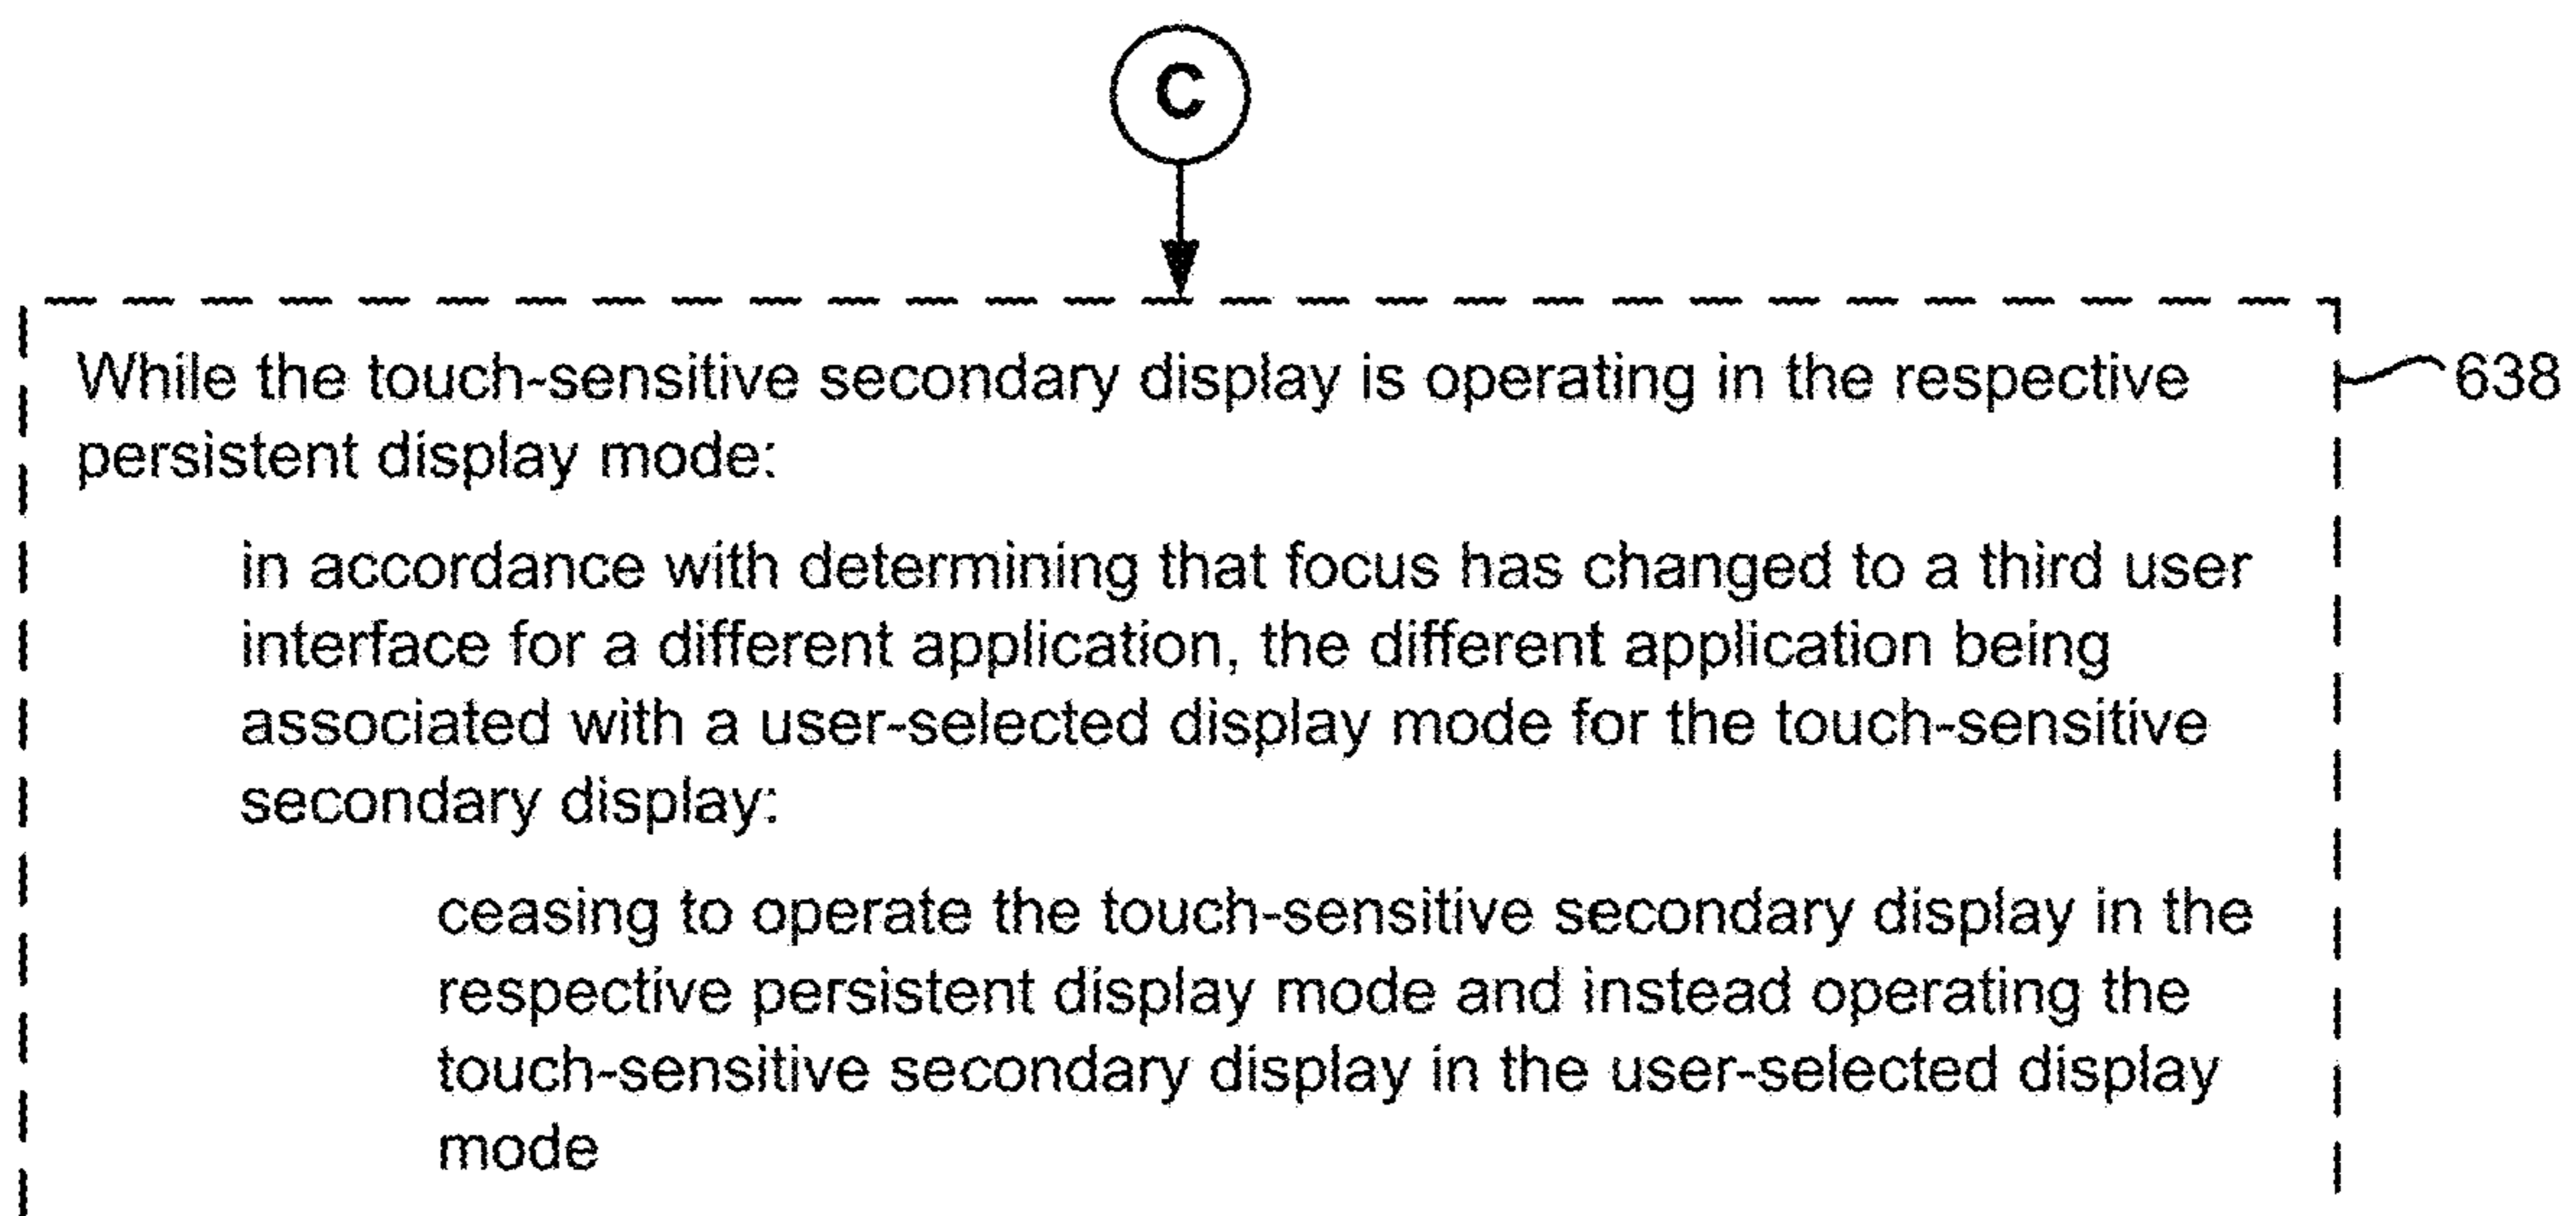 C
While the touch-sensitive secondary display is operating in the respective
638
persistent display mode:
in accordance with determining that focus has changed to a third user
interface for a different application, the different application being
associated with a user-selected display mode for the touch-sensitive
secondary display:
ceasing to operate the touch-sensitive secondary display in the
respective persistent display mode and instead operating the
touch-sensitive secondary display in the user-selected display
mode